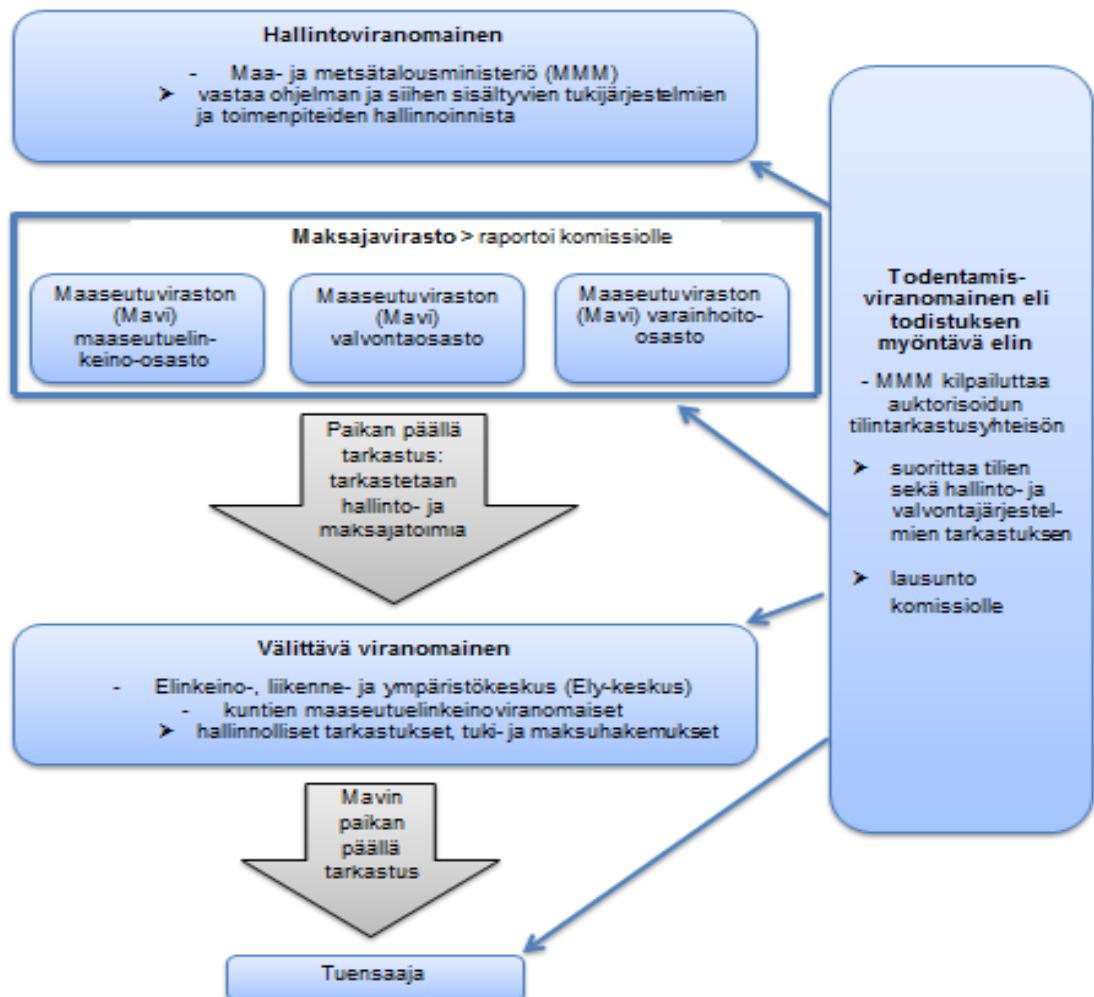 Hallintoviranomainen
- Maa- ja metsätalousministeriö (MMM)
➤ vastaa ohjelman ja siihen sisältyvien tukijärjestelmien
ja toimenpiteiden hallinnoinnista
Maksajavirasto > raportoi komissiolle
Maaseutuviraston
(Mavi)
maaseutuelin-
keino-osasto
Maaseutuviraston
(Mavi)
valvontaosasto
Maaseutuviraston
(Mavi) varainhoito-
osasto
Paikan päällä
tarkastus:
tarkastetaan
hallinto- ja
maksajatoimia
Välittävä viranomainen
- Elinkeino-, liikenne- ja ympäristökeskus (Ely-keskus)
- kuntien maaseutuelinkeinoviranomaiset
➤ hallinnolliset tarkastukset, tuki- ja maksuhakemukset
Mavin
paikan
päällä
tarkastus
Tuensaaja
Todentamis-
viranomainen eli
todistuksen
myöntävä elin
- MMM kilpailuttaa
auktorisoidun
tilintarkastusyhteisön
➤ suorittaa tilien
sekä hallinto- ja
valvontajärjestel-
mien tarkastuksen
➤ lausunto
komissiolle